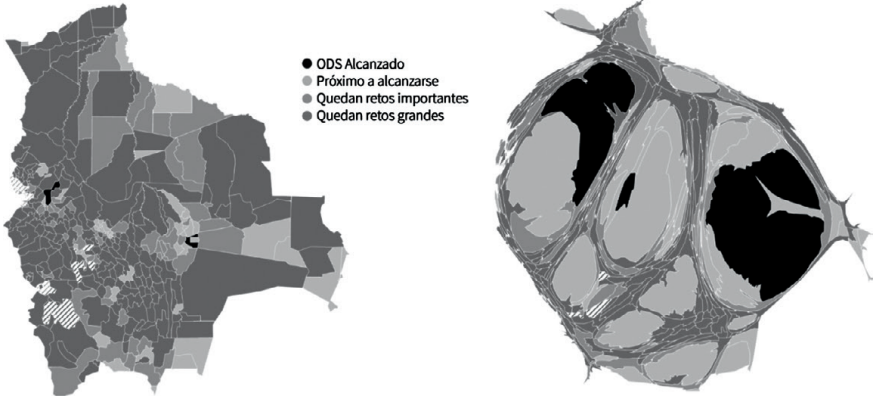 ODS Alcanzado
Próximo a alcanzarse
Quedan retos importantes
Quedan retos grandes